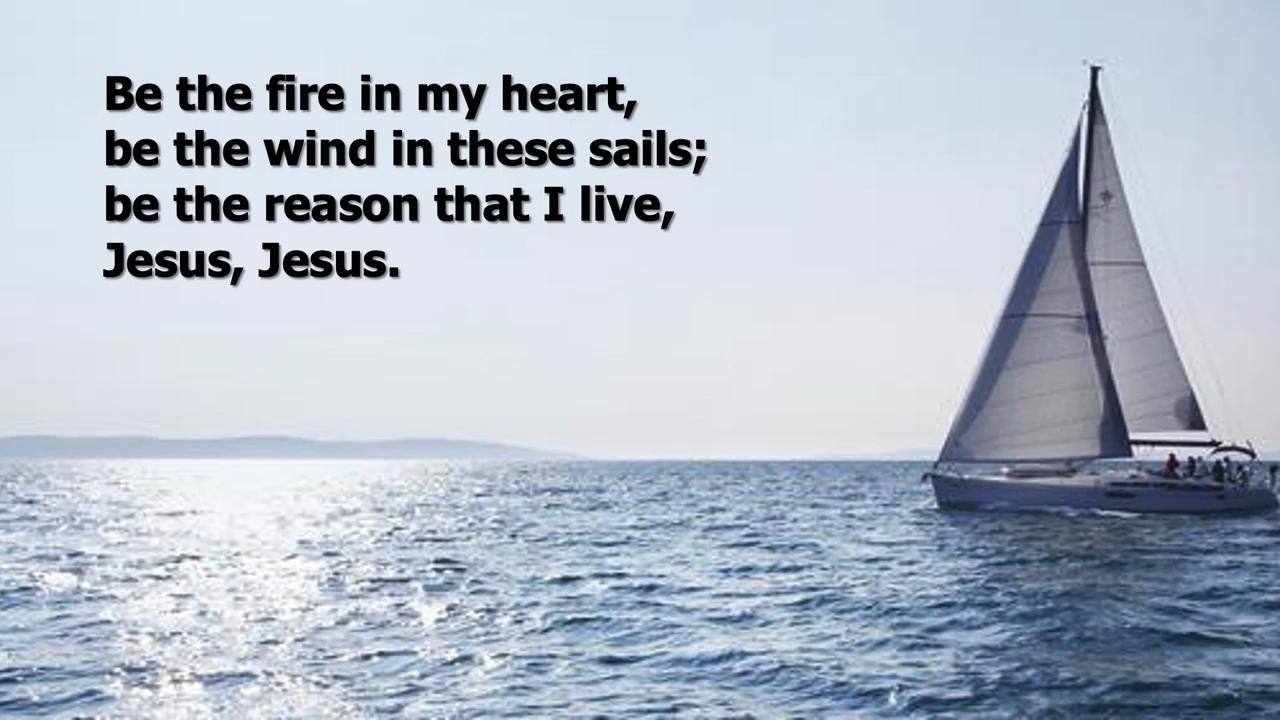 Be the fire in my heart,
be the wind in these sails;
be the reason that I live,
Jesus, Jesus.